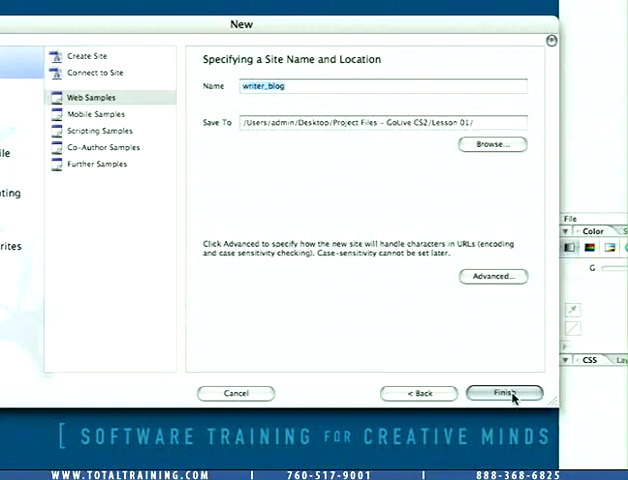 New
Create Site
Connect to Site
Web Samples
Mobile Samples
Scripting Samples
Co-Author Samples
Further Samples
ile
ting
rites
Specifying a Site Name and Location
Name writer_blog
Save To /Users/admin/Desktop/Project Files - GoLive CS2/Lesson 01/
Browse...
Click Advanced to specify how the new site will handle characters in URLs (encoding
and case sensitivity checking). Case-sensitivity cannot be set later.
Advanced...
Cancel
< Back
Finish
File
Color
G
CSS
Lay
[ SOFTWARE TRAINING FOR CREATIVE MINDS
WWW.TOTALTRAINING.COM | 760-517-9001 | 888-368-6825